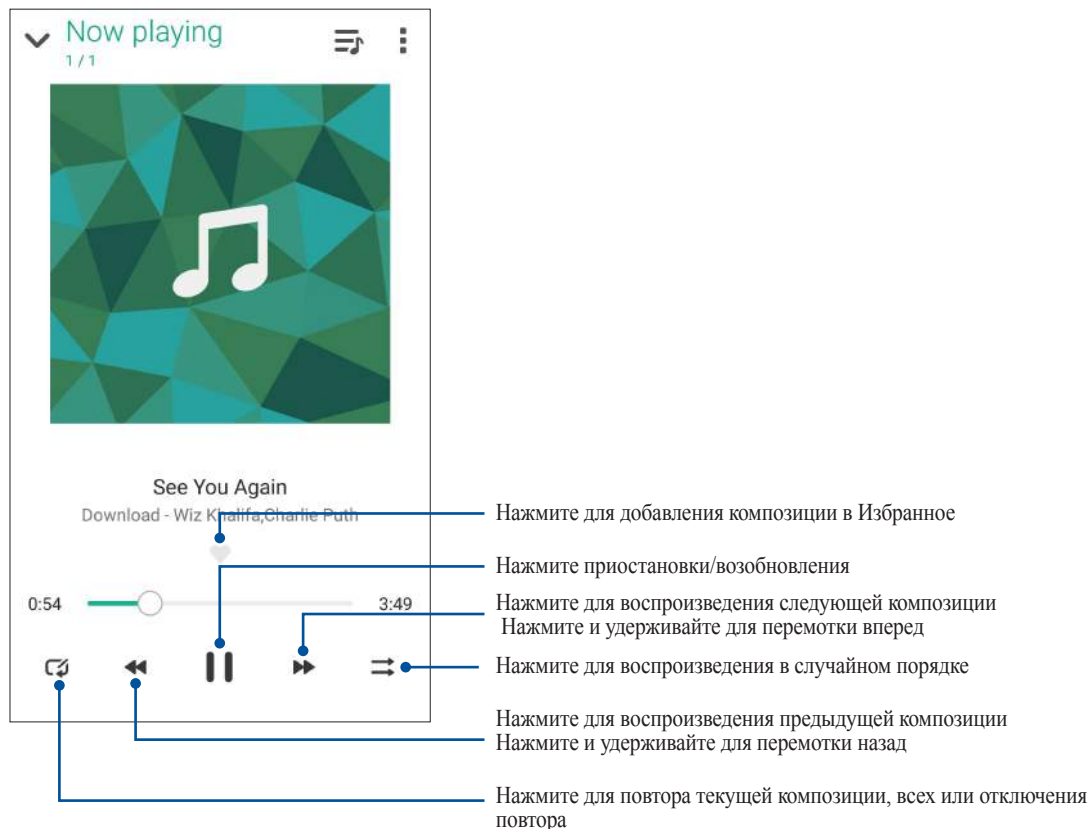 Now playing
1 / 1
See You Again
Download - Wiz Khalifa,Charlie Puth
Нажмите для добавления композиции в Избранное
Нажмите приостановки/возобновления
0:54
3:49
Нажмите для воспроизведения следующей композиции
Нажмите и удерживайте для перемотки вперед
Нажмите для воспроизведения в случайном порядке
Нажмите для воспроизведения предыдущей композиции
Нажмите и удерживайте для перемотки назад
Нажмите для повтора текущей композиции, всех или отключения
повтора